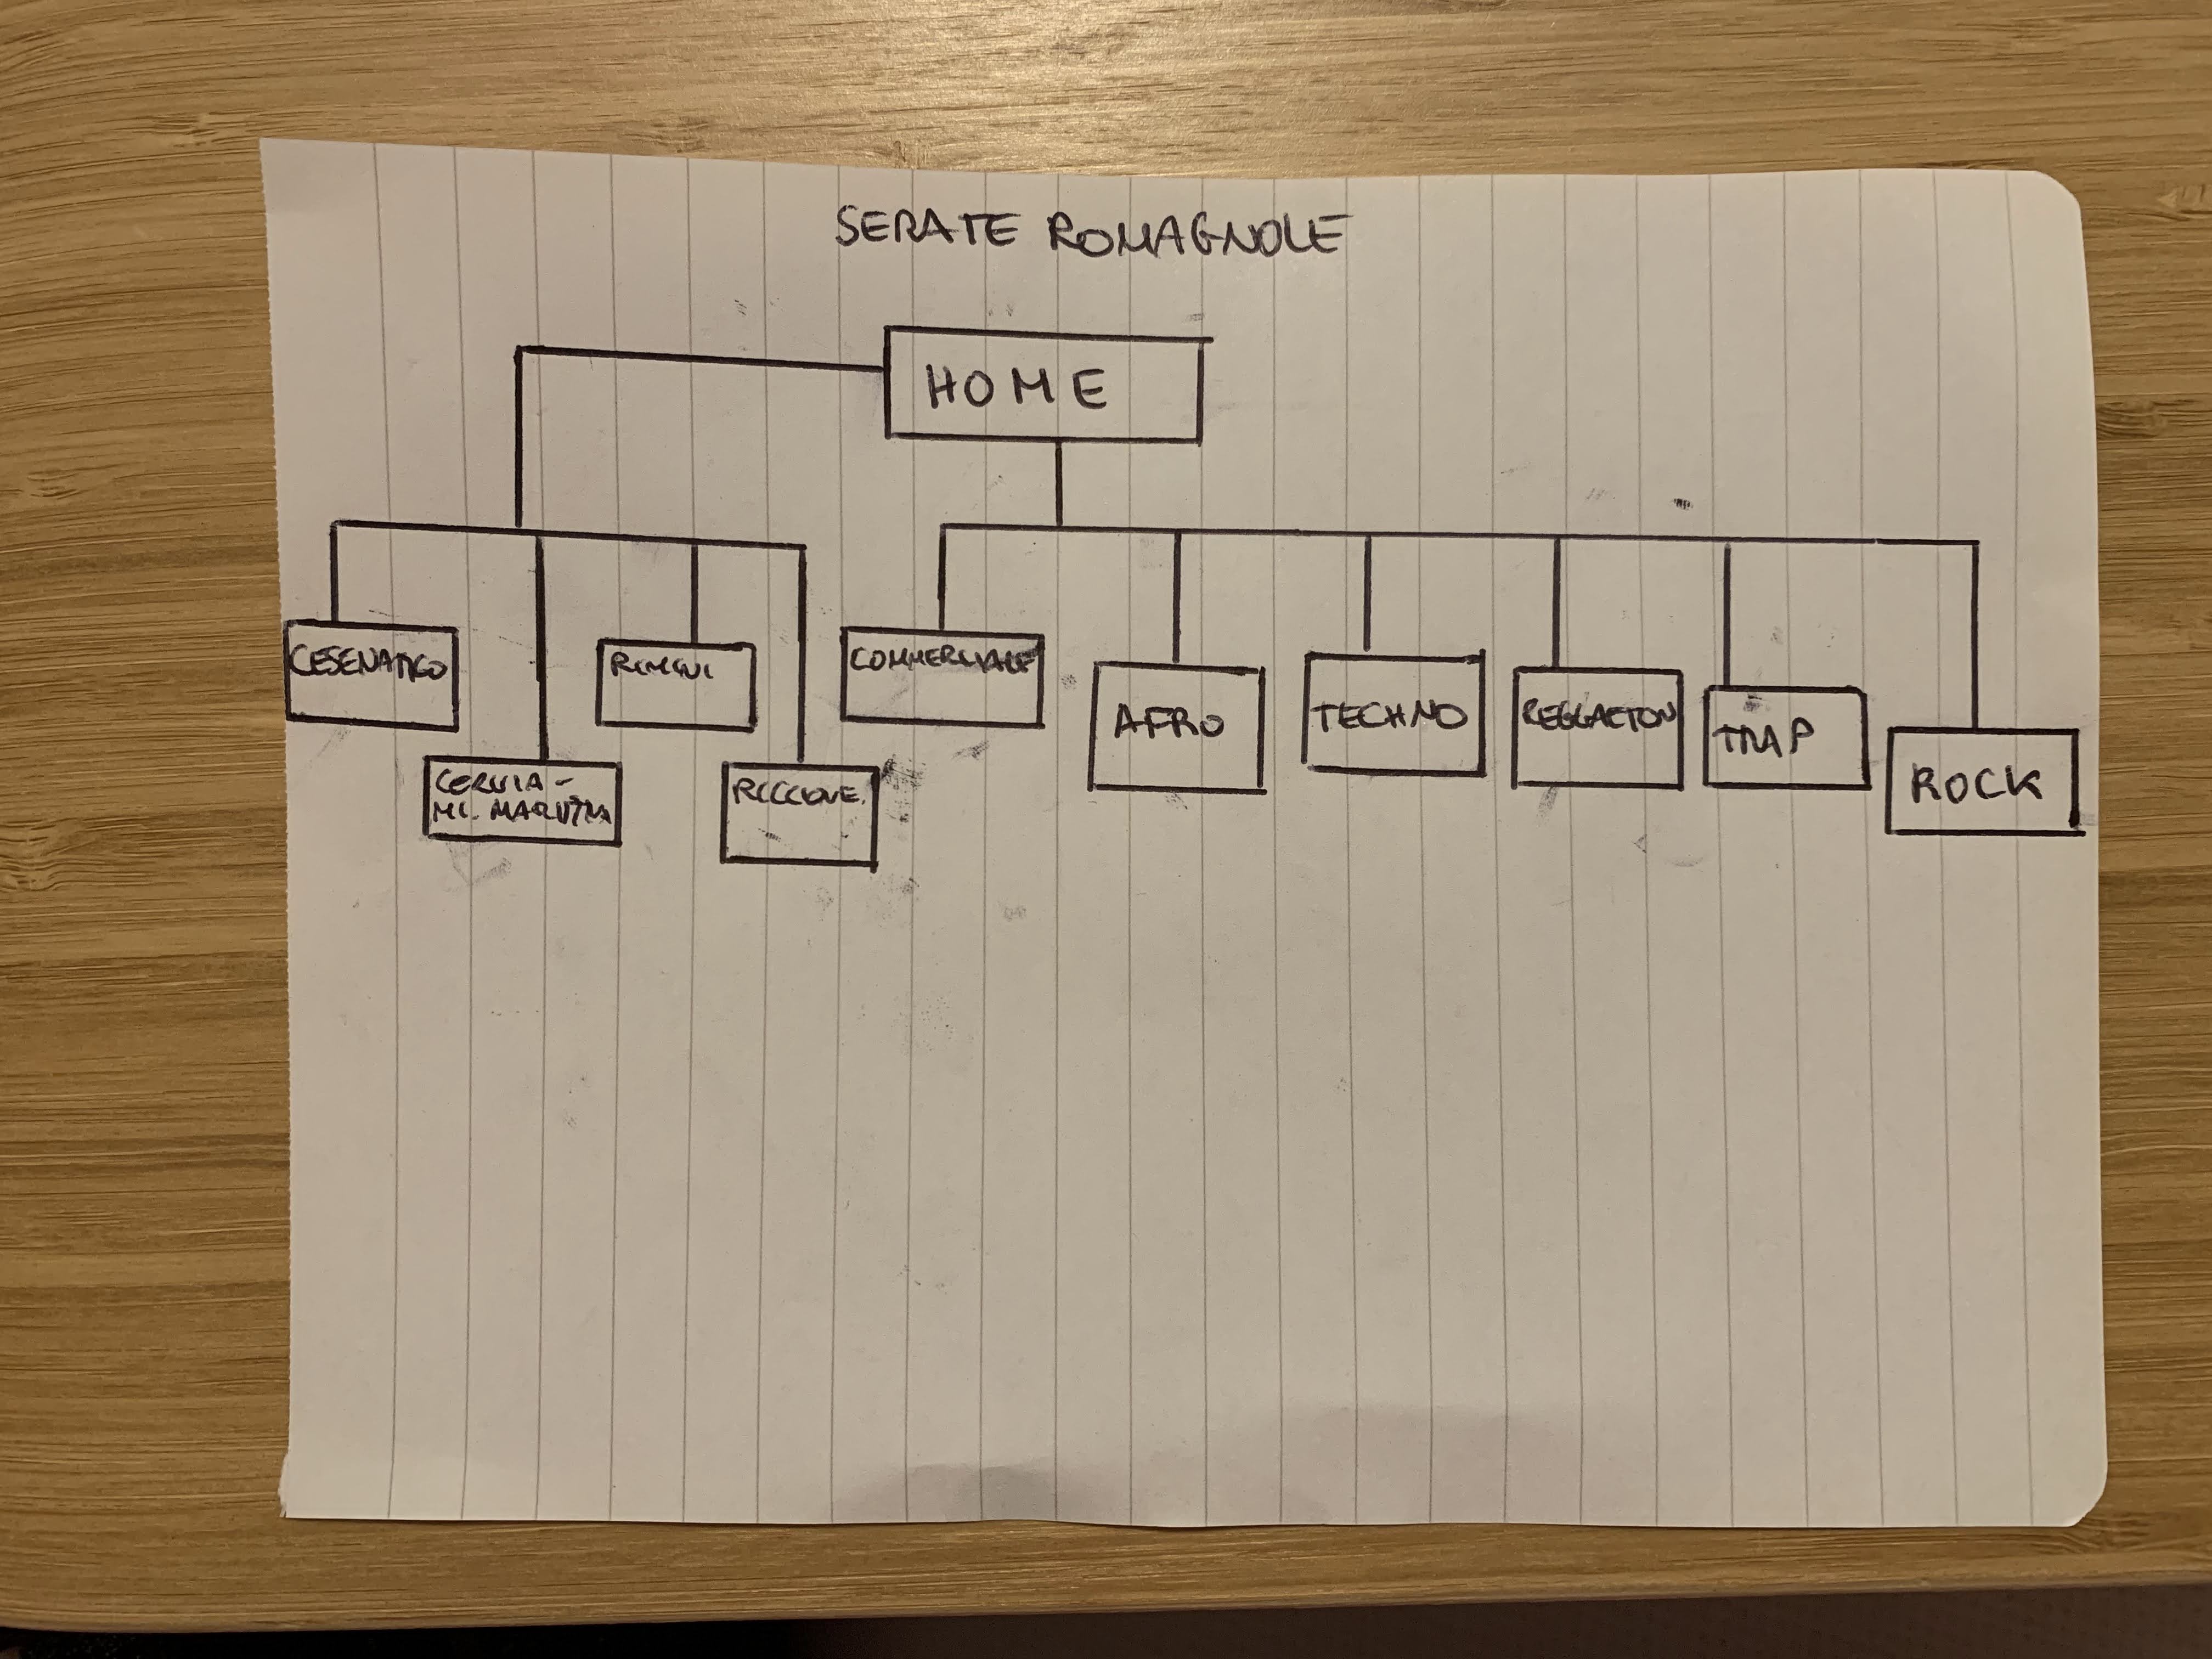 SERATE ROMAGNOLE
HOME
CESENATICO
CERVIA -
MI. MARITTIMA
RIMINI
RICCIONE.
COMMERCIALE
AFRO
TECHNO
REGGAETON
TRAP
ROCK